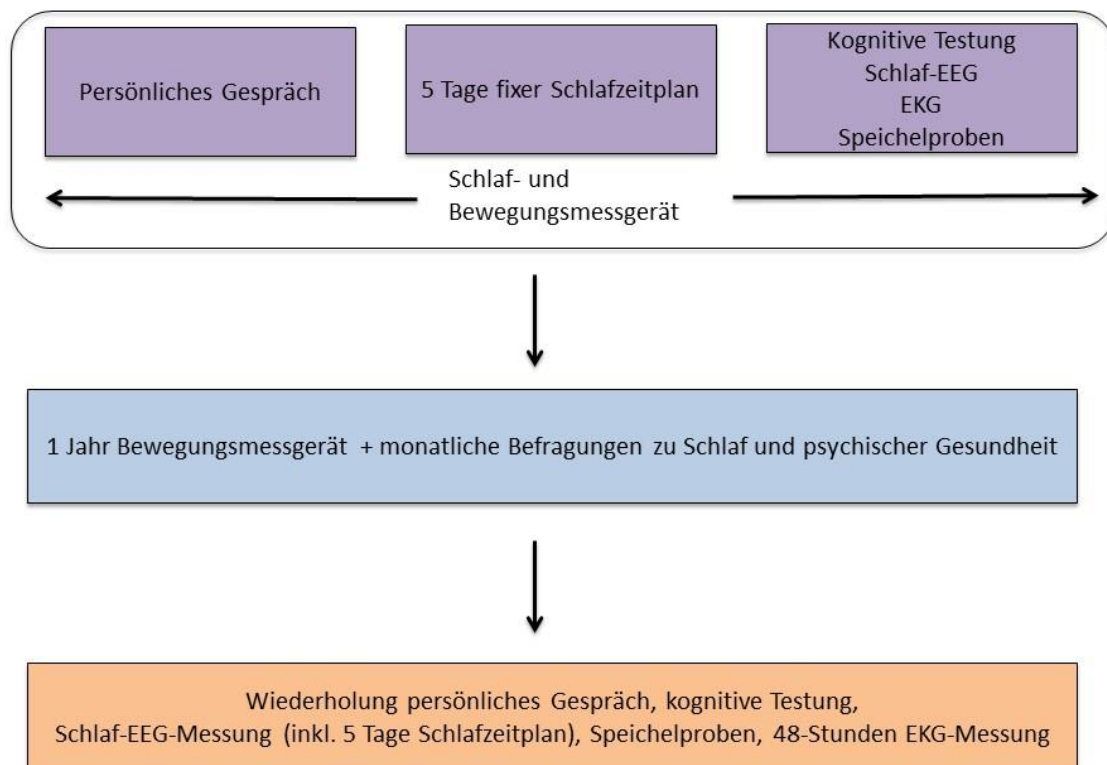 Persönliches Gespräch
5 Tage fixer Schlafzeitplan
Kognitive Testung
Schlaf-EEG
EKG
Speichelproben
Schlaf- und
Bewegungsmessgerät
1 Jahr Bewegungsmessgerät + monatliche Befragungen zu Schlaf und psychischer Gesundheit
Wiederholung persönliches Gespräch, kognitive Testung,
Schlaf-EEG-Messung (inkl. 5 Tage Schlafzeitplan), Speichelproben, 48-Stunden EKG-Messung